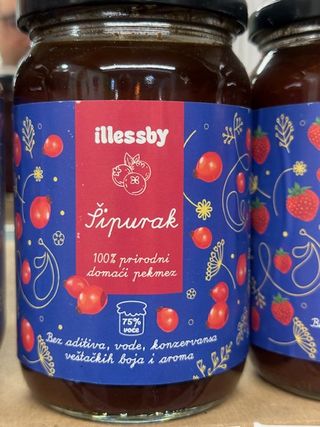 illessby
Šipurak
100% prirodni
domaći pekmez
75%
voće
Bez aditiva, vode, konzervansa
veštačkih boja i aroma